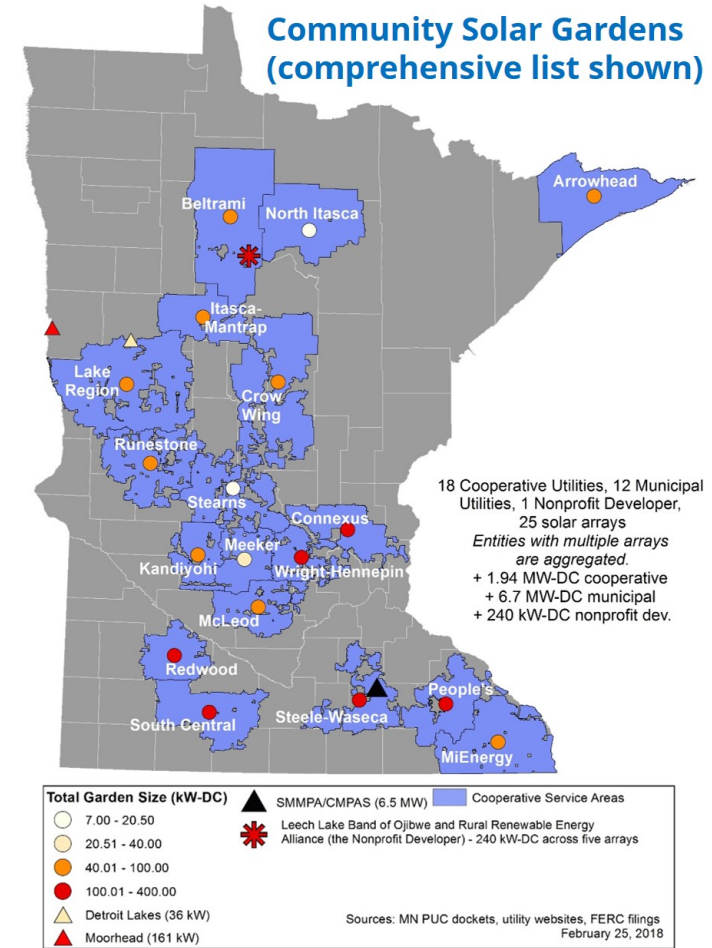 Community Solar Gardens
(comprehensive list shown)
Arrowhead
Beltrami
North Itasca
Itasca-
Mantrap
Lake
Region
Crow
Wing
Runestone
Stearns
18 Cooperative Utilities, 12 Municipal
Utilities, 1 Nonprofit Developer,
25 solar arrays
Entities with multiple arrays
are aggregated.
+ 1.94 MW-DC cooperative
+ 6.7 MW-DC municipal
+ 240 kW-DC nonprofit dev.
Connexus
Meeker
Kandiyohi
Wright-Hennepin
McLeod
Redwood
South Central
Steele-Waseca
People's
MiEnergy
Total Garden Size (kW-DC)
7.00 - 20.50
20.51 - 40.00
40.01 - 100.00
100.01 - 400.00
Detroit Lakes (36 kW)
Moorhead (161 kW)
SMMPA/CMPAS (6.5 MW)
Cooperative Service Areas
Leech Lake Band of Ojibwe and Rural Renewable Energy
Alliance (the Nonprofit Developer) - 240 kW-DC across five arrays
Sources: MN PUC dockets, utility websites, FERC filings
February 25, 2018